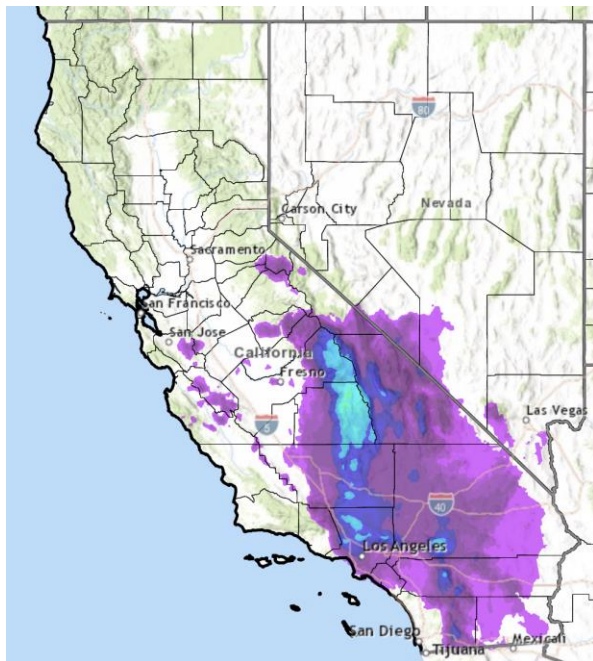 80
Nevada
Carson City
Sacramento
San Francisco
San Jose
California
Fresno
Las Vegas
5
40
Los Angeles
San Diego
Mexicali
Tijuana